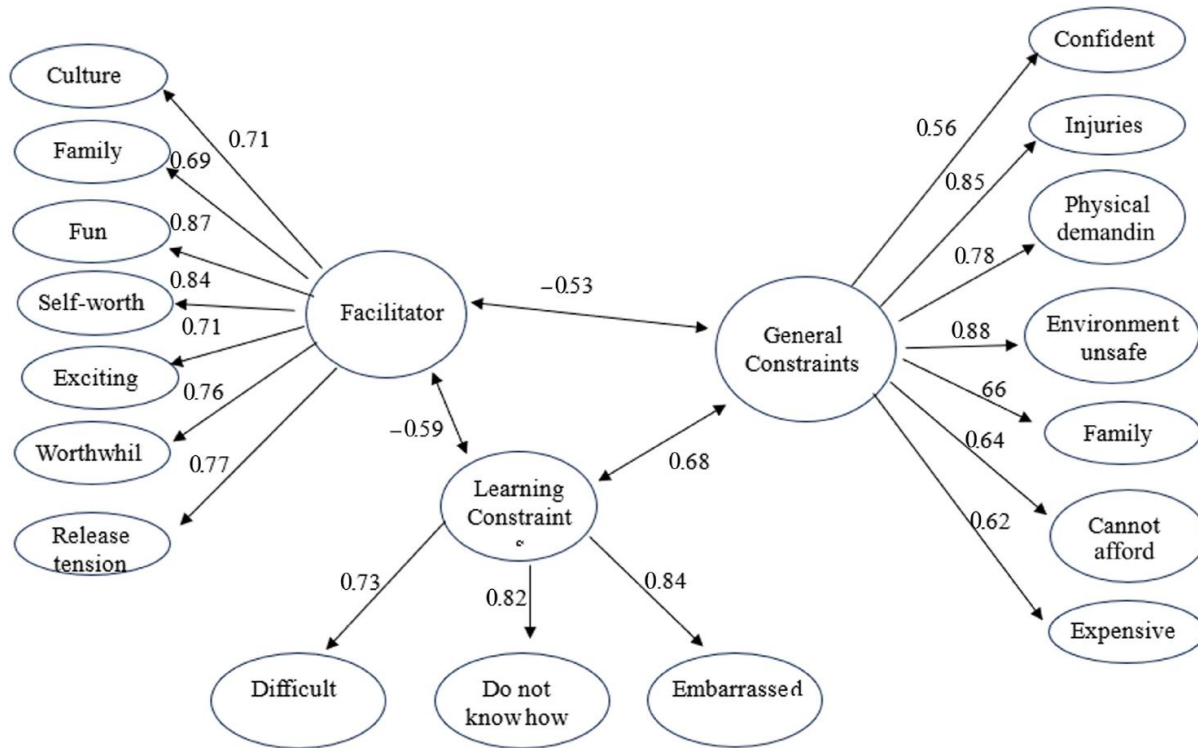 Culture
Family
Fun
Self-worth
Exciting
Worthwhil
Release
tension
0.71
0.69
0.87
0.84
0.71
0.76
0.77
Facilitator
−0.53
−0.59
0.68
General
Constraints
0.56
0.85
0.78
0.88
66
0.64
0.62
Confident
Injuries
Physical
demandin
Environment
unsafe
Family
Cannot
afford
Expensive
Learning
Constraint
0.73
0.82
0.84
Difficult
Do not
know how
Embarrassed